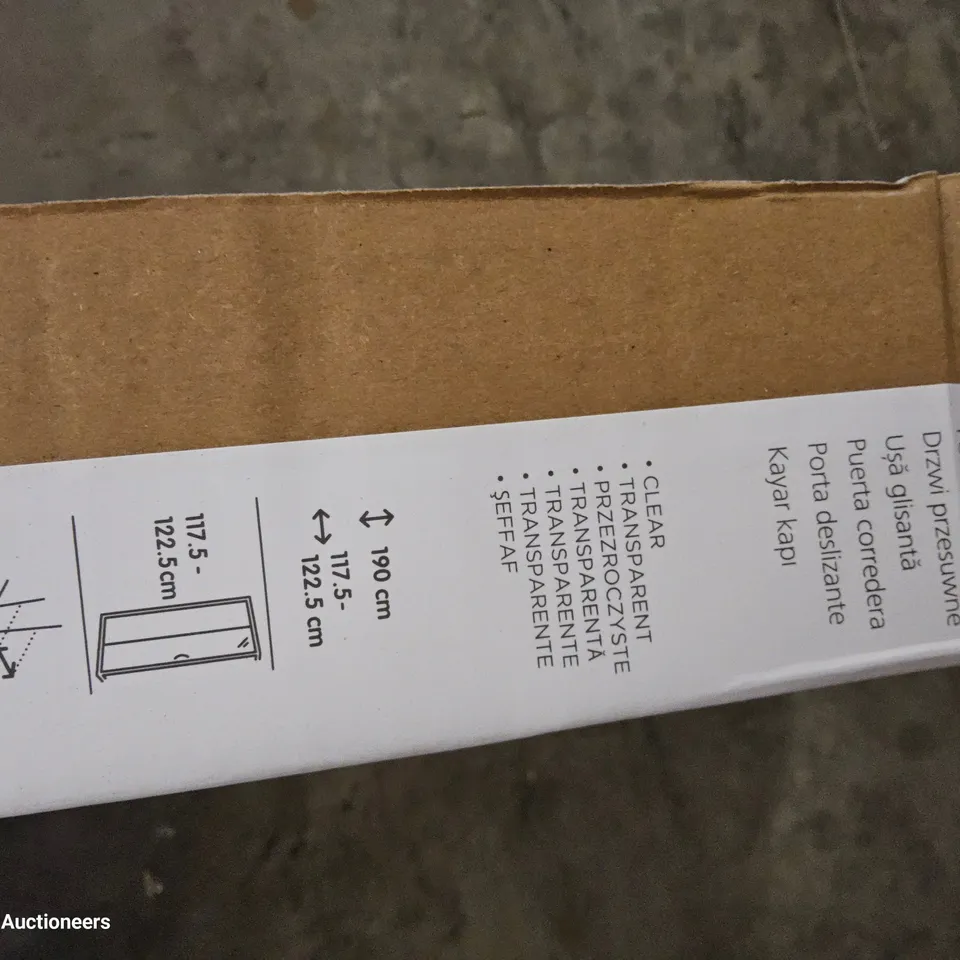 Drzwi przesuwne
Ușă glisantă
Puerta corredera
Porta deslizante
Kayar kapı
• CLEAR
• TRANSPARENT
• PRZEZROCZYSTE
• TRANSPARENTĂ
• TRANSPARENTE
• TRANSPARENTE
• ŞEFFAF
190 cm
117.5-
122.5 cm
117.5 -
122.5 cm
Auctioneers